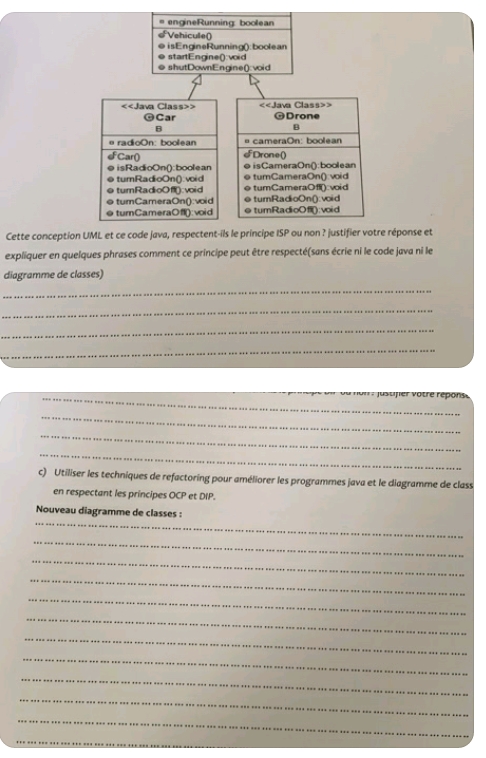 engineRunning: boolean
Vehicule()
isEngineRunning():boolean
startEngine():void
shutDownEngine():void
<<Java Class>>
Car
B
radioOn: boolean
Car()
isRadioOn():boolean
turnRadioOn():void
turnRadioOff():void
turnCameraOn():void
turnCameraOff():void
<<Java Class>>
Drone
B
cameraOn: boolean
Drone()
isCameraOn():boolean
turnCameraOn():void
turnCameraOff():void
turnRadioOn():void
turnRadioOff():void
Cette conception UML et ce code java, respectent-ils le principe ISP ou non ? justifier votre réponse et
expliquer en quelques phrases comment ce principe peut être respecté(sans écrie ni le code java ni le
diagramme de classes)
ou non : justifier votre réponse
c) Utiliser les techniques de refactoring pour améliorer les programmes java et le diagramme de class
en respectant les principes OCP et DIP.
Nouveau diagramme de classes :